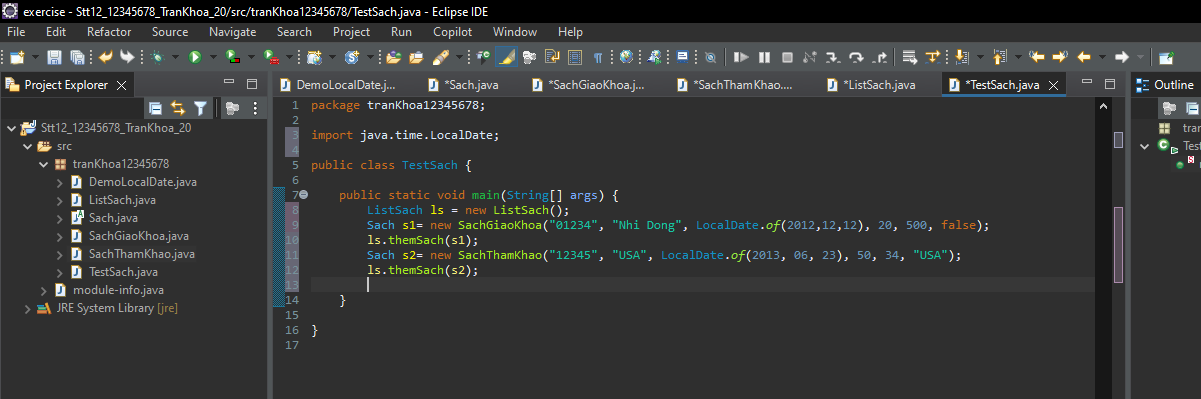 exercise - Stt12_12345678_TranKhoa_20/src/tranKhoa12345678/TestSach.java - Eclipse IDE
File Edit Refactor Source Navigate Search Project Run Copilot Window Help
Project Explorer
DemoLocalDate.j... *Sach.java *SachGiaoKhoa.j... *SachThamKhao.... *ListSach.java *TestSach.java
Outline
Stt12_12345678_TranKhoa_20
src
tranKhoa12345678
DemoLocalDate.java
ListSach.java
Sach.java
SachGiaoKhoa.java
SachThamKhao.java
TestSach.java
module-info.java
JRE System Library [jre]
1 package tranKhoa12345678;
2
3 import java.time.LocalDate;
4
5 public class TestSach {
6
7 public static void main(String[] args) {
8 ListSach ls = new ListSach();
9 Sach s1= new SachGiaoKhoa("01234", "Nhi Dong", LocalDate.of(2012,12,12), 20, 500, false);
10 ls.themSach(s1);
11 Sach s2= new SachThamKhao("12345", "USA", LocalDate.of(2013, 06, 23), 50, 34, "USA");
12 ls.themSach(s2);
13
14 }
15
16 }
17
tran
Tes